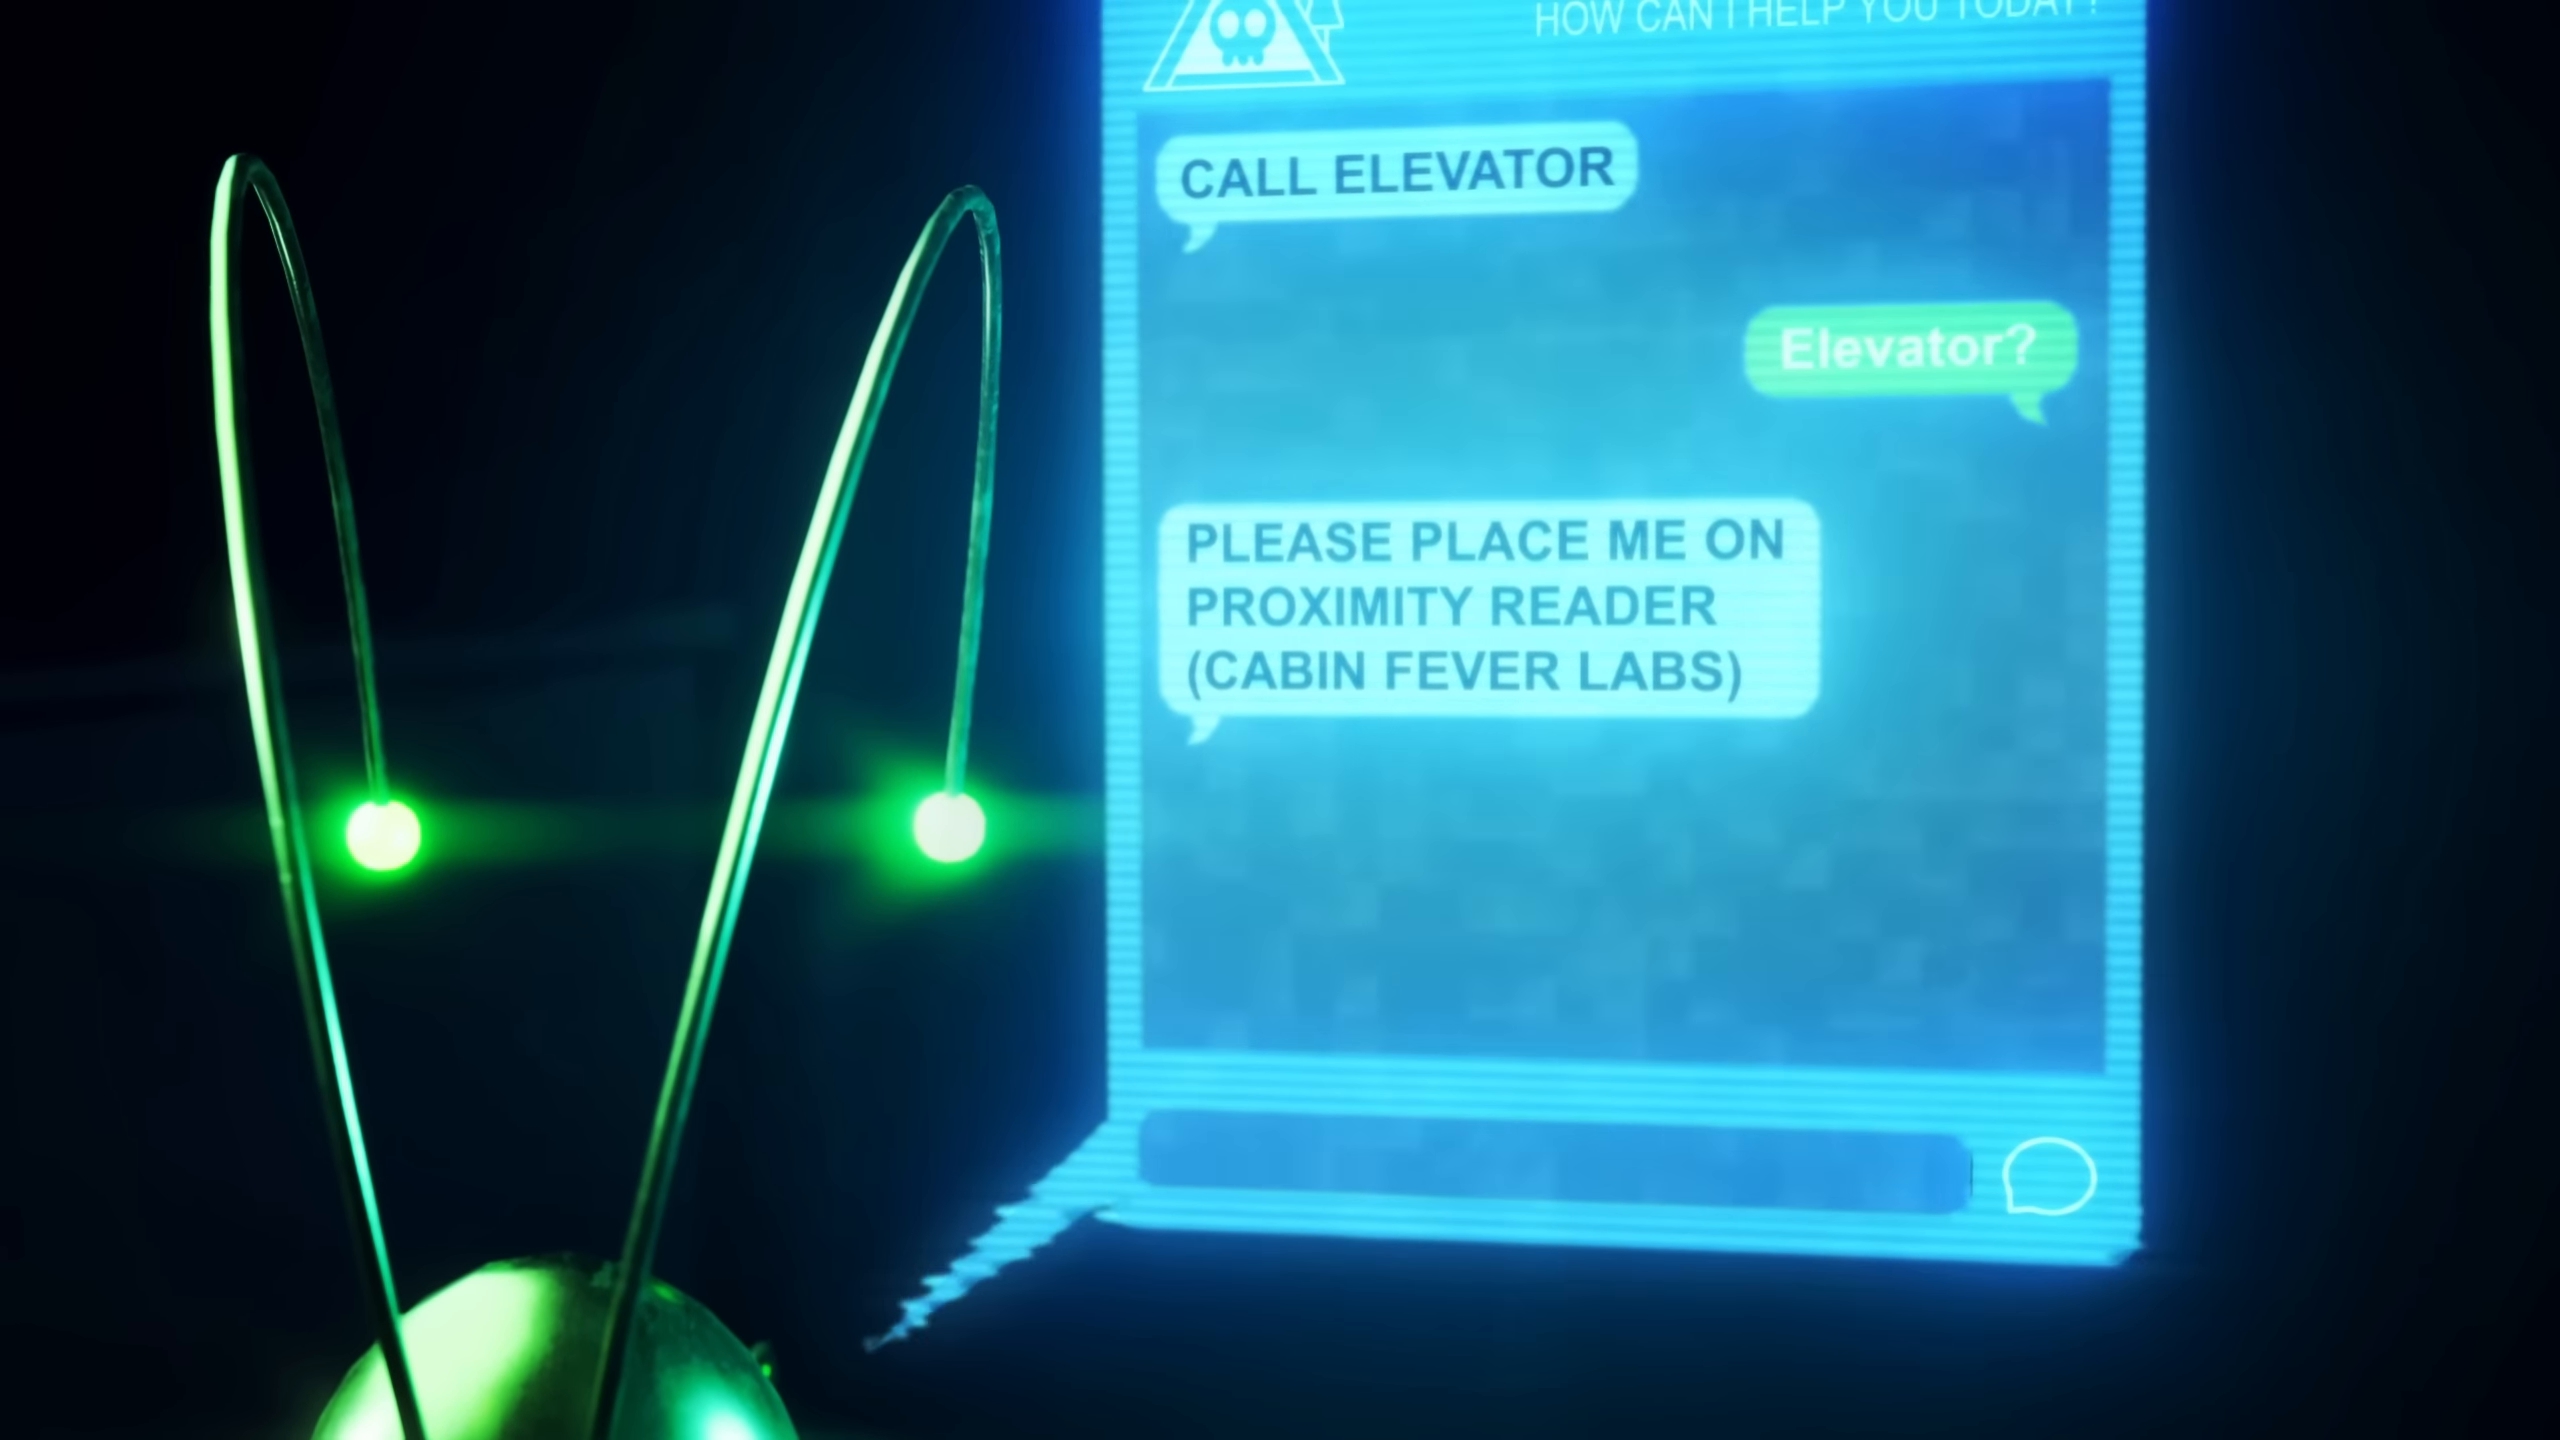 HOW CAN I HELP YOU TODAY?
CALL ELEVATOR
Elevator?
PLEASE PLACE ME ON
PROXIMITY READER
(CABIN FEVER LABS)